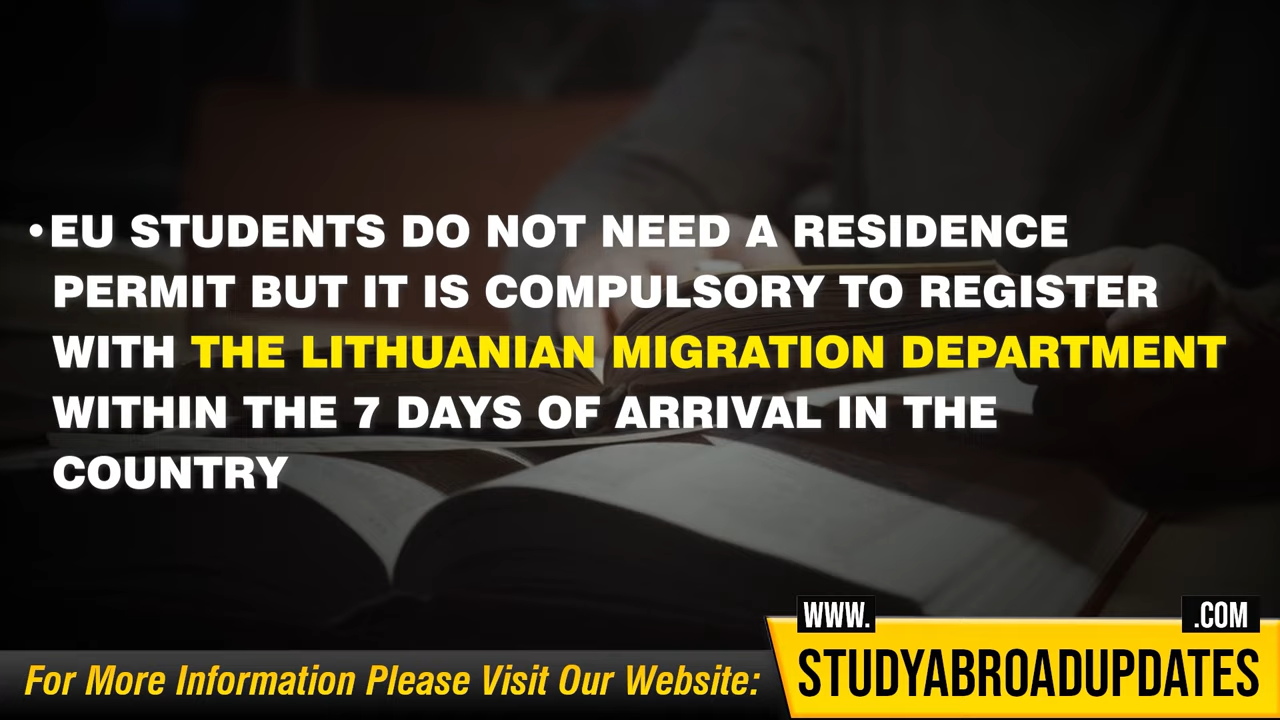 •EU STUDENTS DO NOT NEED A RESIDENCE
PERMIT BUT IT IS COMPULSORY TO REGISTER
WITH THE LITHUANIAN MIGRATION DEPARTMENT
WITHIN THE 7 DAYS OF ARRIVAL IN THE
COUNTRY
For More Information Please Visit Our Website:
WWW.
STUDYABROADUPDATES
.COM